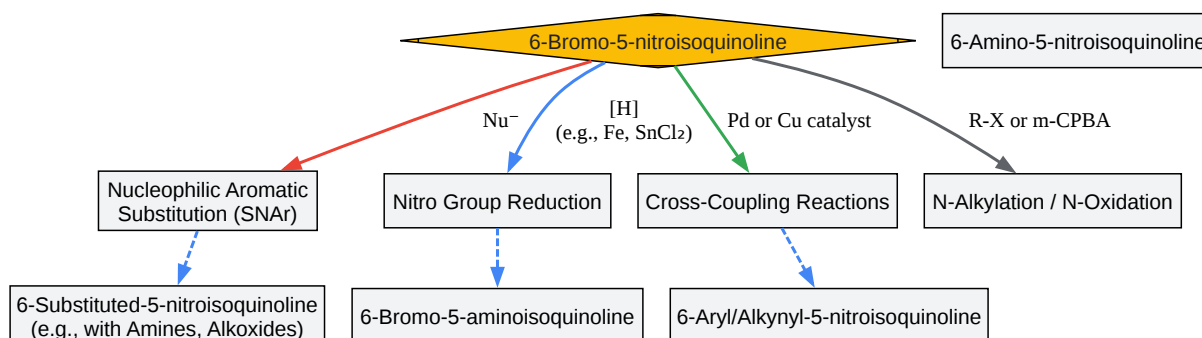 6-Bromo-5-nitroisoquinoline
6-Amino-5-nitroisoquinoline
Nu⁻
[H]
(e.g., Fe, SnCl₂)
Pd or Cu catalyst
R-X or m-CPBA
Nucleophilic Aromatic
Substitution (SNAr)
Nitro Group Reduction
Cross-Coupling Reactions
N-Alkylation / N-Oxidation
6-Substituted-5-nitroisoquinoline
(e.g., with Amines, Alkoxides)
6-Bromo-5-aminoisoquinoline
6-Aryl/Alkynyl-5-nitroisoquinoline